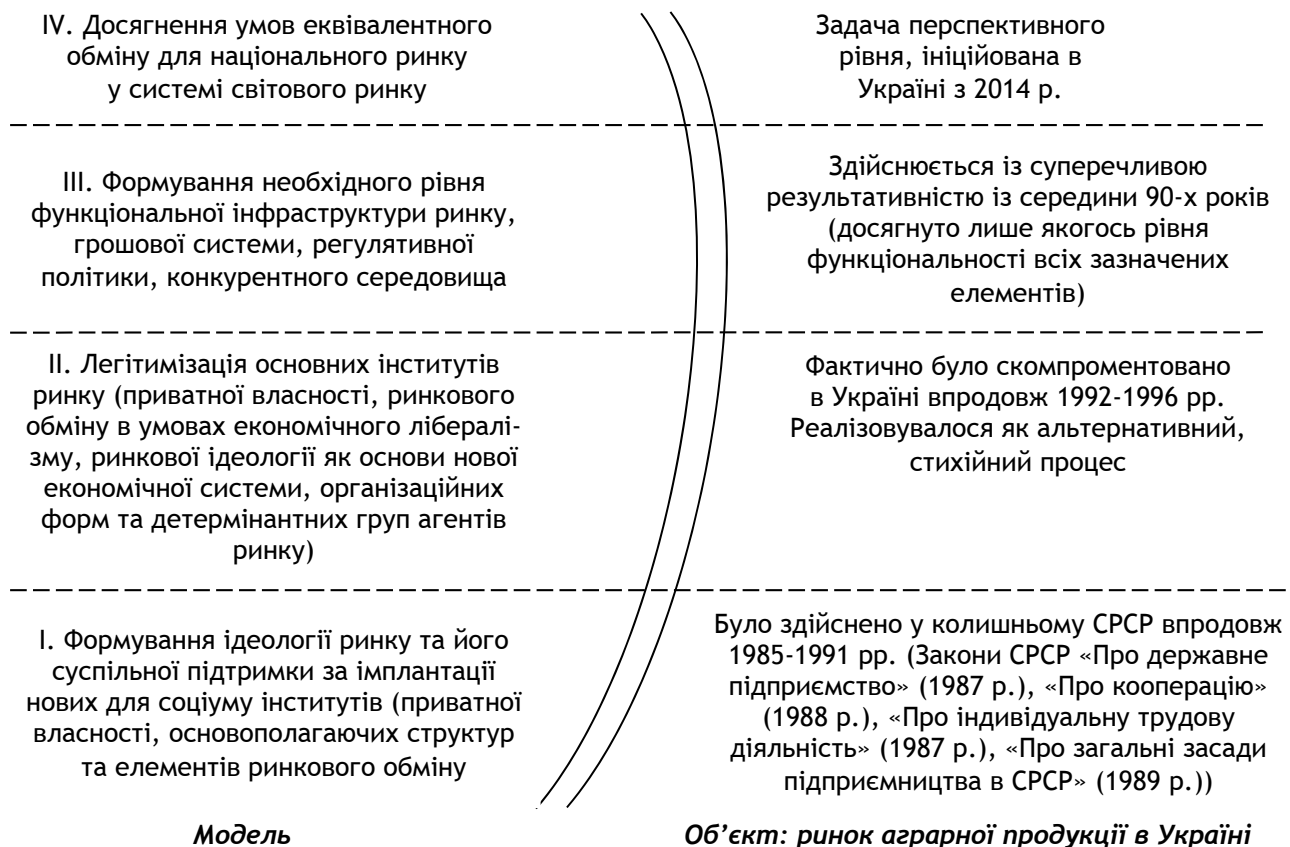 IV. Досягнення умов еквівалентного
обміну для національного ринку
у системі світового ринку
Задача перспективного
рівня, ініційована в
Україні з 2014 р.
III. Формування необхідного рівня
функціональної інфраструктури ринку,
грошової системи, регулятивної
політики, конкурентного середовища
Здійснюється із суперечливою
результативністю із середини 90-х років
(досягнуто лише якогось рівня
функціональності всіх зазначених
елементів)
II. Легітимізація основних інститутів
ринку (приватної власності, ринкового
обміну в умовах економічного лібералі-
зму, ринкової ідеології як основи нової
економічної системи, організаційних
форм та детермінантних груп агентів
ринку)
Фактично було скомпроментовано
в Україні впродовж 1992-1996 рр.
Реалізовувалося як альтернативний,
стихійний процес
I. Формування ідеології ринку та його
суспільної підтримки за імплантації
нових для соціуму інститутів (приватної
власності, основополагаючих структур
та елементів ринкового обміну
Було здійснено у колишньому СРСР впродовж
1985-1991 рр. (Закони СРСР «Про державне
підприємство» (1987 р.), «Про кооперацію»
(1988 р.), «Про індивідуальну трудову
діяльність» (1987 р.), «Про загальні засади
підприємництва в СРСР» (1989 р.))
Модель
Об’єкт: ринок аграрної продукції в Україні